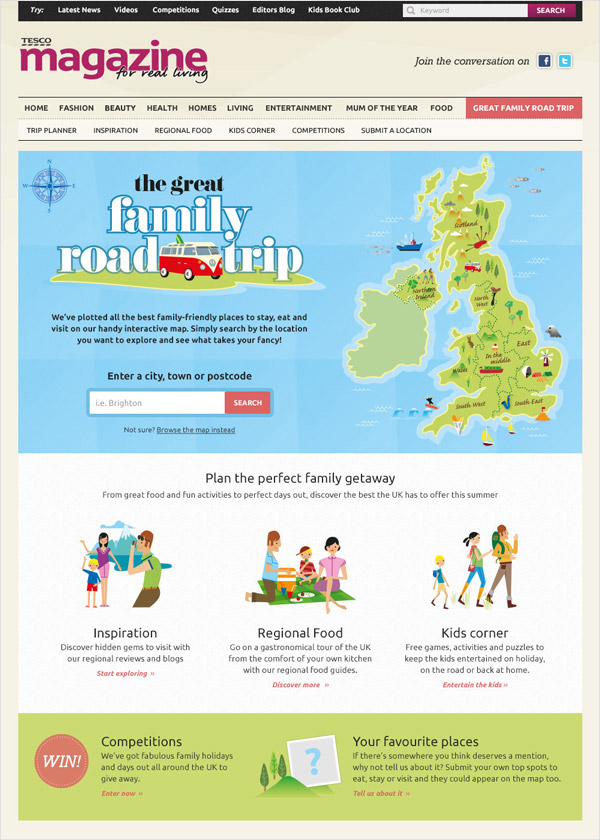 Try: Latest News Videos Competitions Quizzes Editors Blog Kids Book Club Keyword SEARCH
TESCO
magazine
for real living
Join the conversation on
HOME FASHION BEAUTY HEALTH HOMES LIVING ENTERTAINMENT MUM OF THE YEAR FOOD GREAT FAMILY ROAD TRIP
TRIP PLANNER INSPIRATION REGIONAL FOOD KIDS CORNER COMPETITIONS SUBMIT A LOCATION
N
W E
S
the great
family
road trip
We've plotted all the best family-friendly places to stay, eat and
visit on our handy interactive map. Simply search by the location
you want to explore and see what takes your fancy!
Enter a city, town or postcode
i.e. Brighton SEARCH
Not sure? Browse the map instead
Scotland
Northern
Ireland
North
West
East
In the
middle
Wales
South West
South-East
Plan the perfect family getaway
From great food and fun activities to perfect days out, discover the best the UK has to offer this summer
Inspiration
Discover hidden gems to visit with
our regional reviews and blogs
Start exploring »
Regional Food
Go on a gastronomical tour of the UK
from the comfort of your own kitchen
with our regional food guides.
Discover more »
Kids corner
Free games, activities and puzzles to
keep the kids entertained on holiday,
on the road or back at home.
Entertain the kids »
WIN!
Competitions
We've got fabulous family holidays
and days out all around the UK to
give away.
Enter now »
?
Your favourite places
If there's somewhere you think deserves a mention,
why not tell us about it? Submit your own top spots to
eat, stay or visit and they could appear on the map too.
Tell us about it »